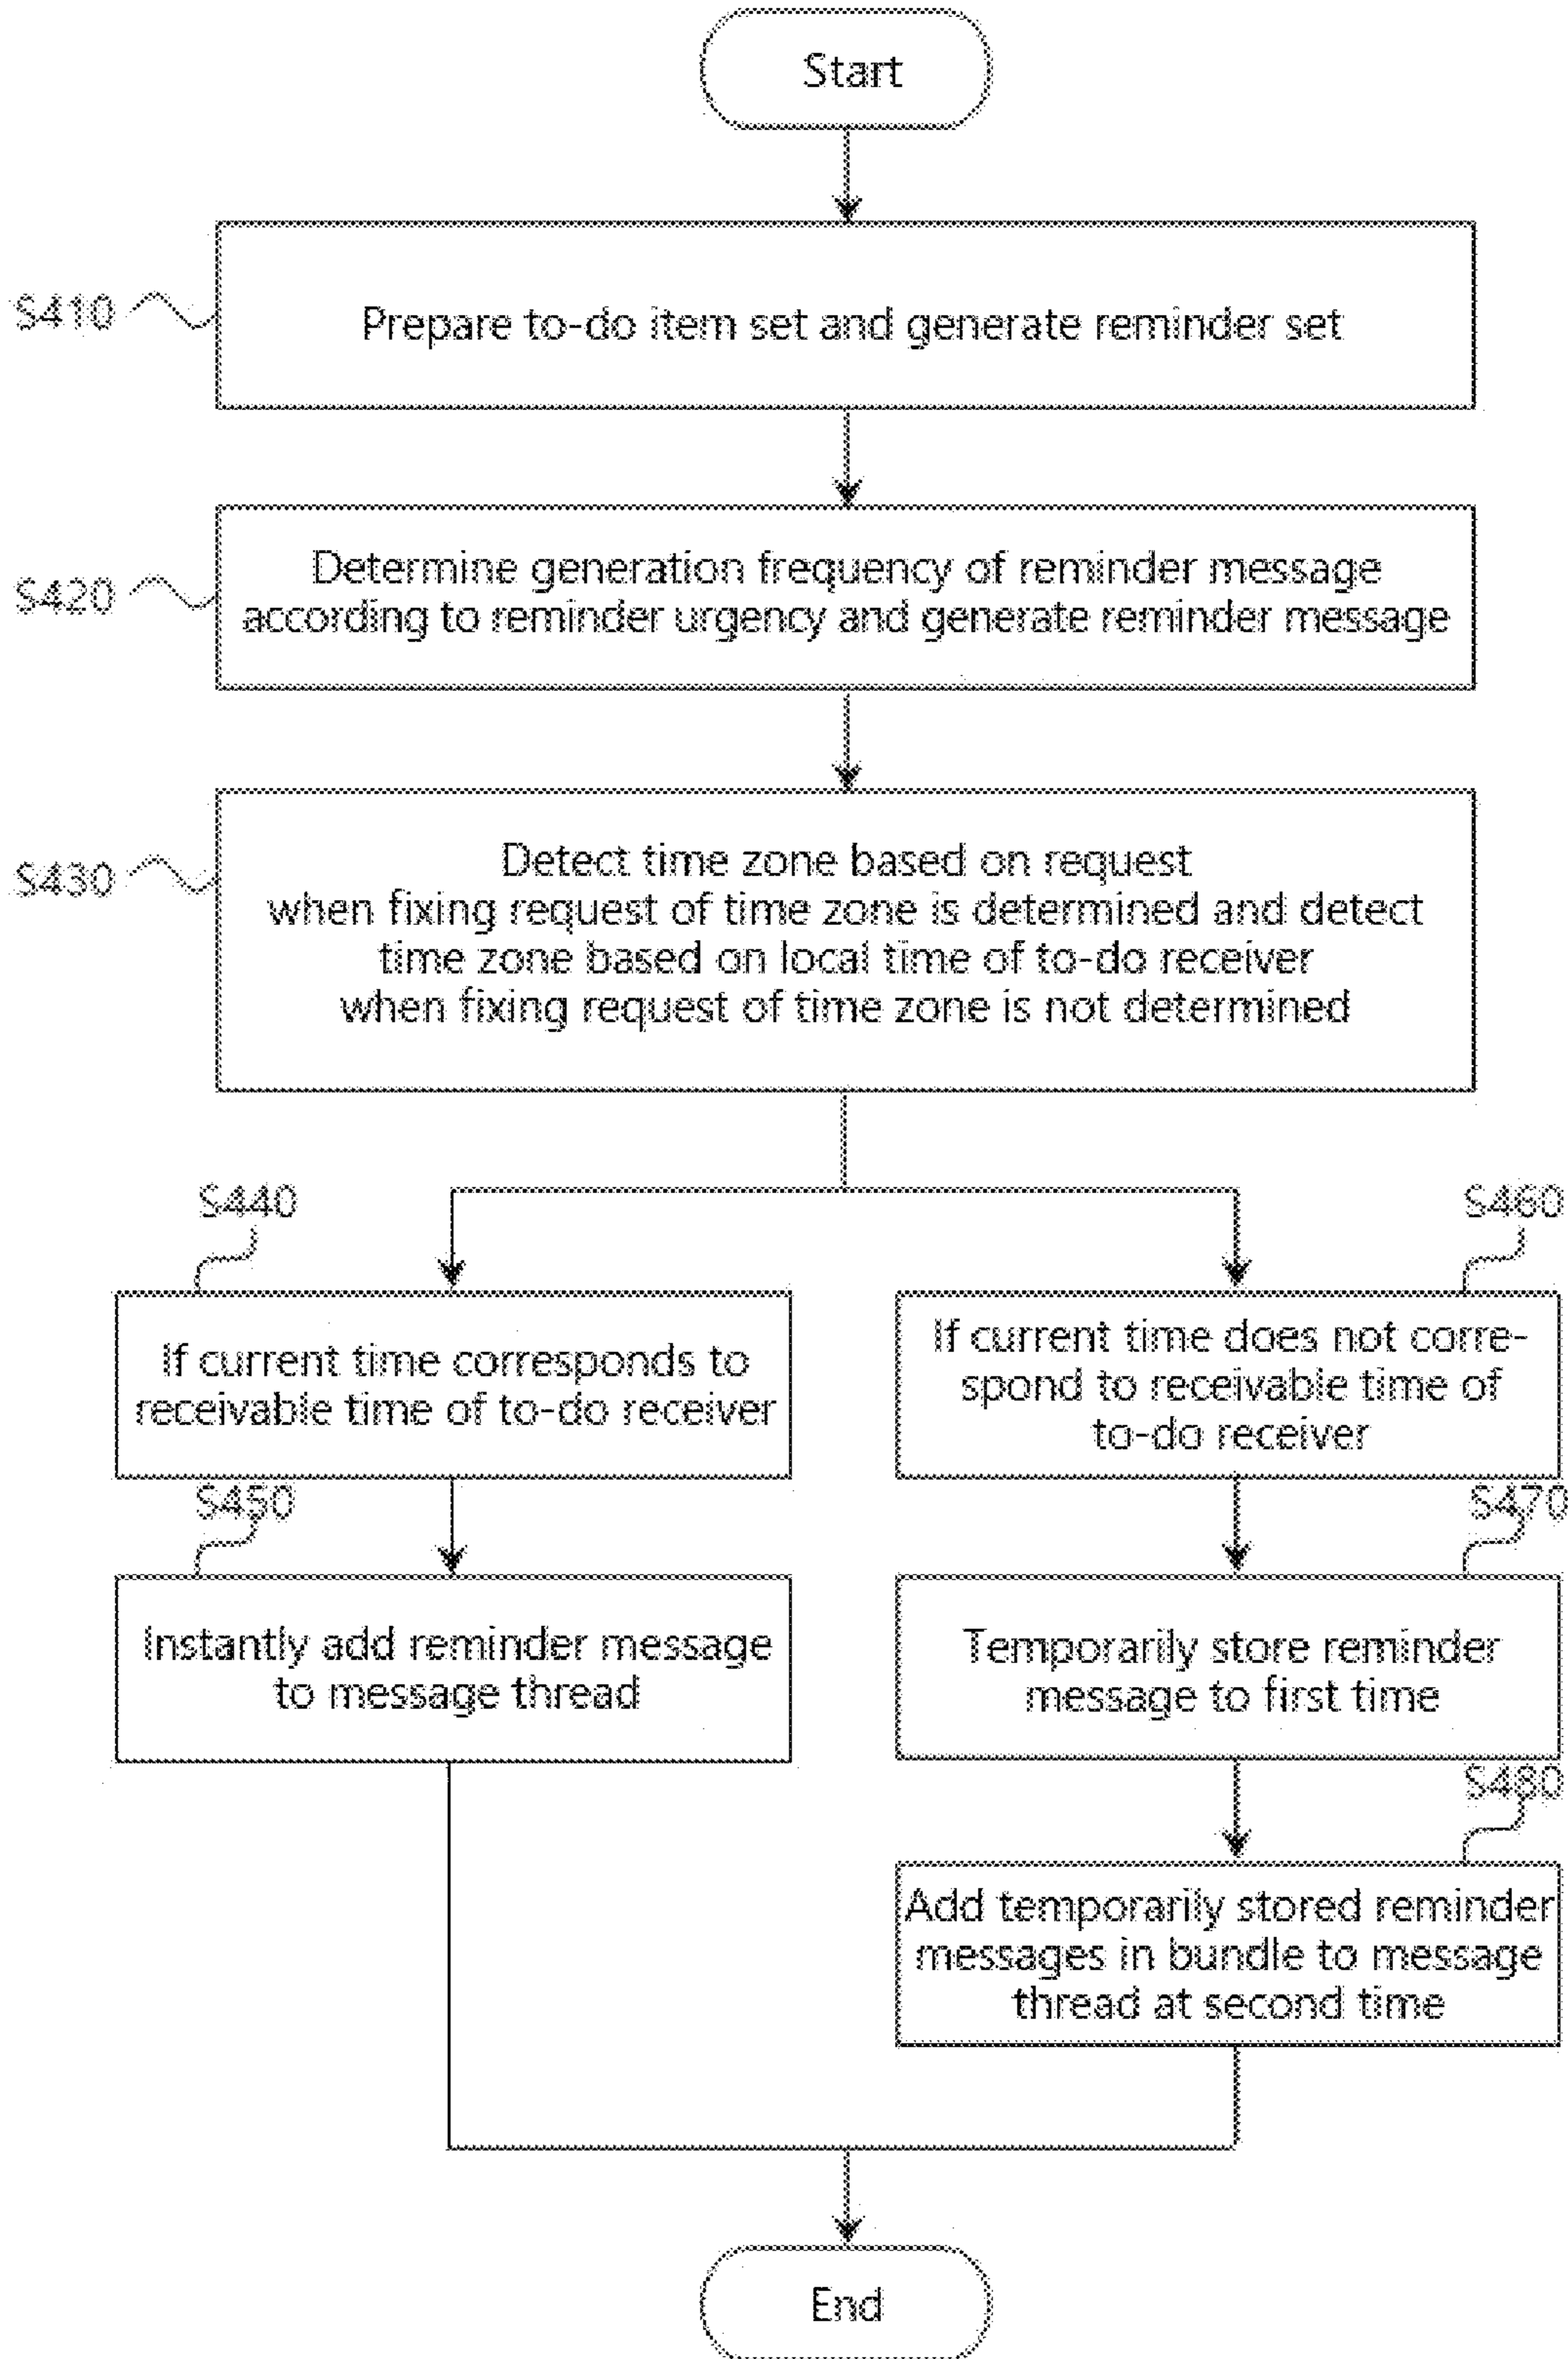 Start
S410
Prepare to-do item set and generate reminder set
S420
Determine generation frequency of reminder message
according to reminder urgency and generate reminder message
S430
Detect time zone based on request
when fixing request of time zone is determined and detect
time zone based on local time of to-do receiver
when fixing request of time zone is not determined
S440
If current time corresponds to
receivable time of to-do receiver
S450
Instantly add reminder message
to message thread
S460
If current time does not corre-
spond to receivable time of
to-do receiver
S470
Temporarily store reminder
message to first time
S480
Add temporarily stored reminder
messages in bundle to message
thread at second time
End